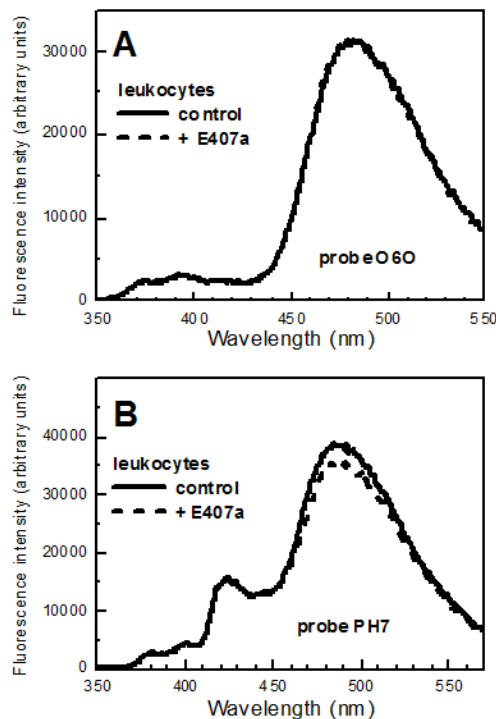 A
Fluorescence intensity (arbitrary units)
30000
20000
10000
0
leukocytes
control
+ E407a
probe O6O
350 400 450 500 550
Wavelength (nm)
B
Fluorescence intensity (arbitrary units)
40000
30000
20000
10000
0
leukocytes
control
+ E407a
probe PH7
350 400 450 500 550
Wavelength (nm)